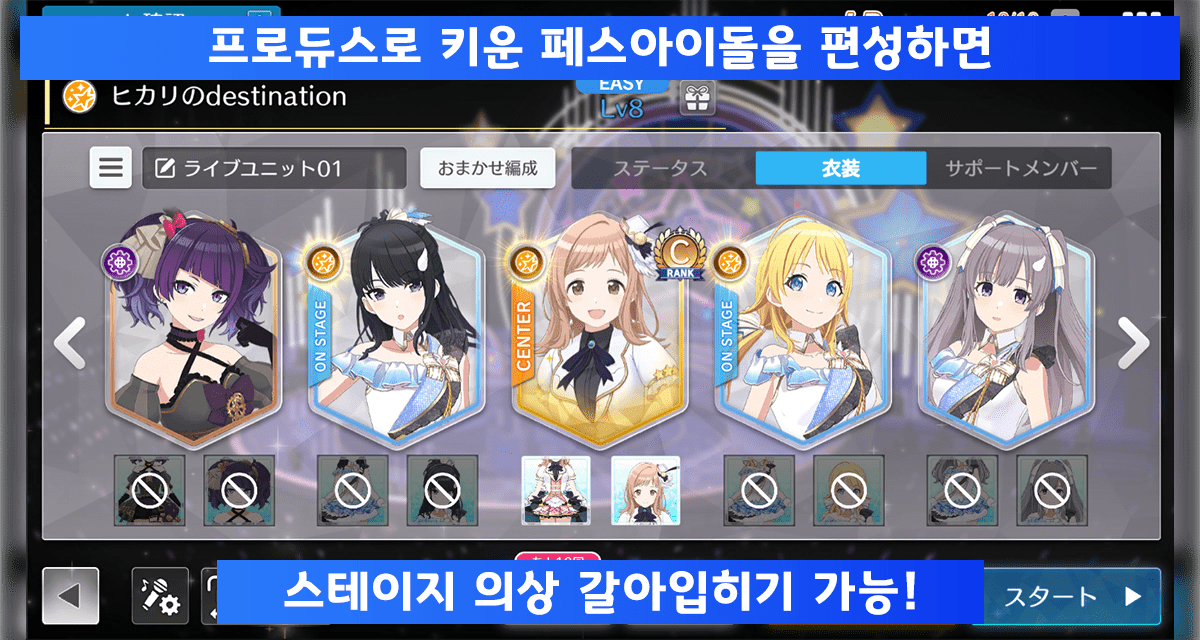 프로듀스로 키운 페스아이돌을 편성하면
ヒカリのdestination
EASY
Lv8
ライブユニット01
おまかせ編成
ステータス
衣装
サポートメンバー
C
RANK
ON STAGE
CENTER
ON STAGE
스테이지 의상 갈아입히기 가능!
スタート